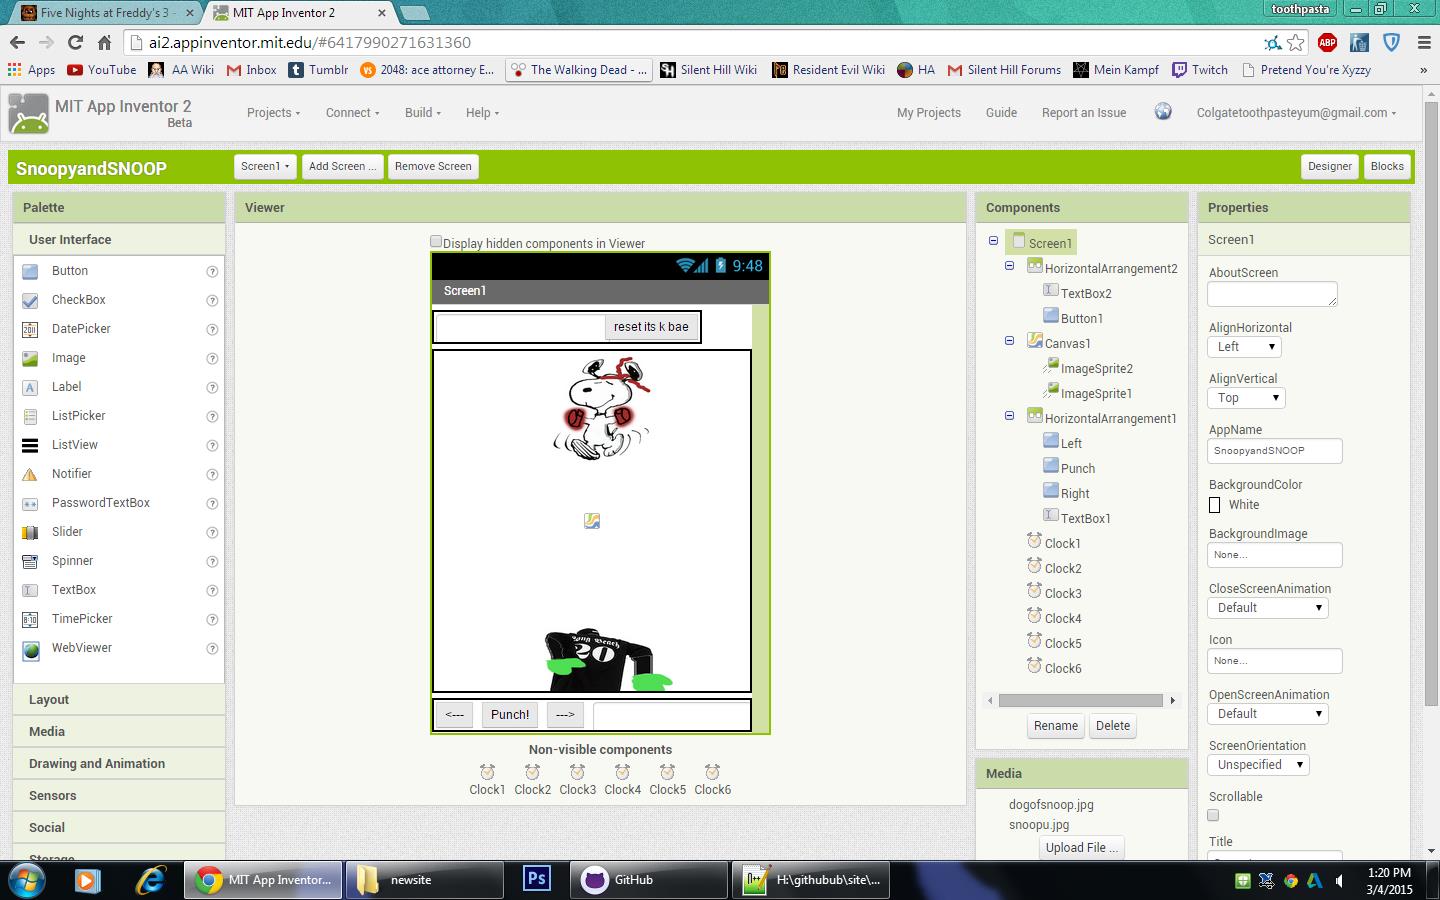 Five Nights at Freddy's 3 -
MIT App Inventor 2
toothpasta
ai2.appinventor.mit.edu/#6417990271631360
ABP
Apps
YouTube
AA Wiki
Inbox
Tumblr
2048: ace attorney E...
The Walking Dead - ...
Silent Hill Wiki
Resident Evil Wiki
HA
Silent Hill Forums
Mein Kampf
Twitch
Pretend You're Xyzzy
»
MIT App Inventor 2
Beta
Projects
Connect
Build
Help
My Projects
Guide
Report an Issue
Colgatetoothpasteyum@gmail.com
SnoopyandSNOOP
Screen1
Add Screen ...
Remove Screen
Designer
Blocks
Palette
User Interface
Button
CheckBox
DatePicker
Image
Label
ListPicker
ListView
Notifier
PasswordTextBox
Slider
Spinner
TextBox
TimePicker
WebViewer
Layout
Media
Drawing and Animation
Sensors
Social
Storage
Viewer
Display hidden components in Viewer
9:48
Screen1
reset its k bae
20
<---
Punch!
--->
Non-visible components
Clock1
Clock2
Clock3
Clock4
Clock5
Clock6
Components
Screen1
HorizontalArrangement2
TextBox2
Button1
Canvas1
ImageSprite2
ImageSprite1
HorizontalArrangement1
Left
Punch
Right
TextBox1
Clock1
Clock2
Clock3
Clock4
Clock5
Clock6
Rename
Delete
Media
dogofsnoop.jpg
snoopu.jpg
Upload File ...
Properties
Screen1
AboutScreen
AlignHorizontal
Left
AlignVertical
Top
AppName
SnoopyandSNOOP
BackgroundColor
White
BackgroundImage
None...
CloseScreenAnimation
Default
Icon
None...
OpenScreenAnimation
Default
ScreenOrientation
Unspecified
Scrollable
Title
MIT App Inventor...
newsite
Ps
GitHub
H:\githubub\site\...
1:20 PM
3/4/2015